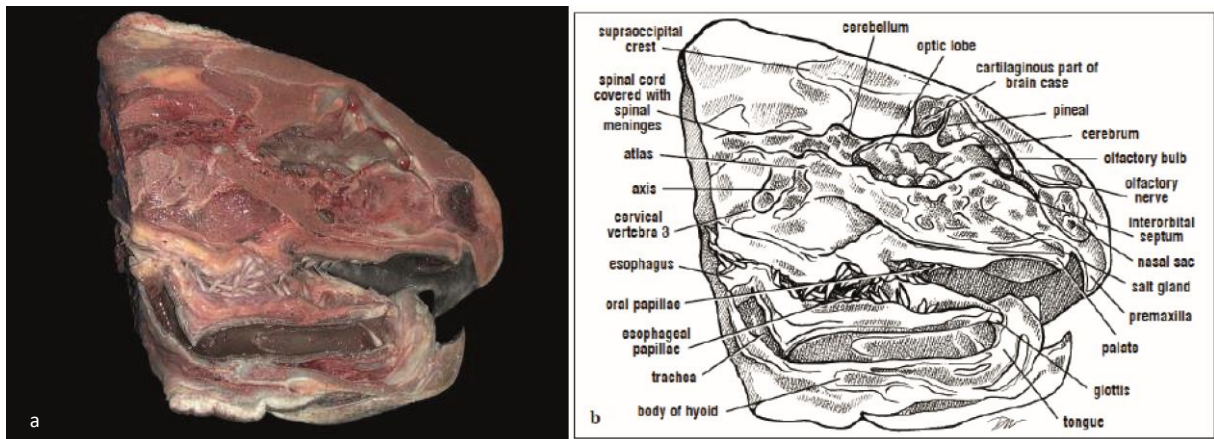 a
supraoccipital
crest
spinal cord
covered with
spinal
meninges
atlas
axis
cervical
vertebra 3
esophagus
oral papillae
esophageal
papillae
trachea
body of hyoid
cerebellum
optic lobe
cartilaginous part of
brain case
pineal
cerebrum
olfactory bulb
olfactory
nerve
interorbital
septum
nasal sac
salt gland
premaxilla
palate
glottis
tongue
b